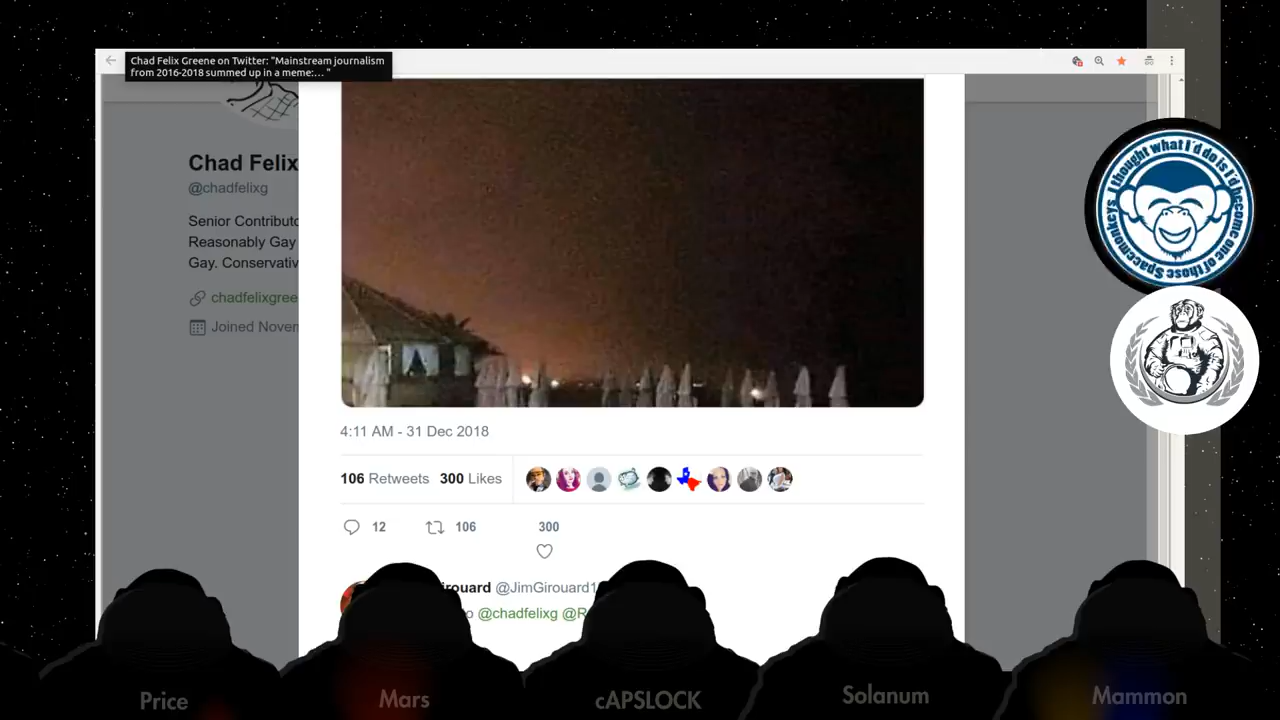 Chad Felix Greene on Twitter: "Mainstream journalism
from 2016-2018 summed up in a meme:… "
Chad Felix
@chadfelixg
Senior Contributo
Reasonably Gay
Gay. Conservativ
chadfelixgree
Joined Nover
4:11 AM - 31 Dec 2018
106 Retweets 300 Likes
12 106 300
irouard @JimGirouard1
o @chadfelixg @R
I thought what I'd do is I'd become one of those Spacemonkeys
Price
Mars
cAPSLOCK
Solanum
Mammon